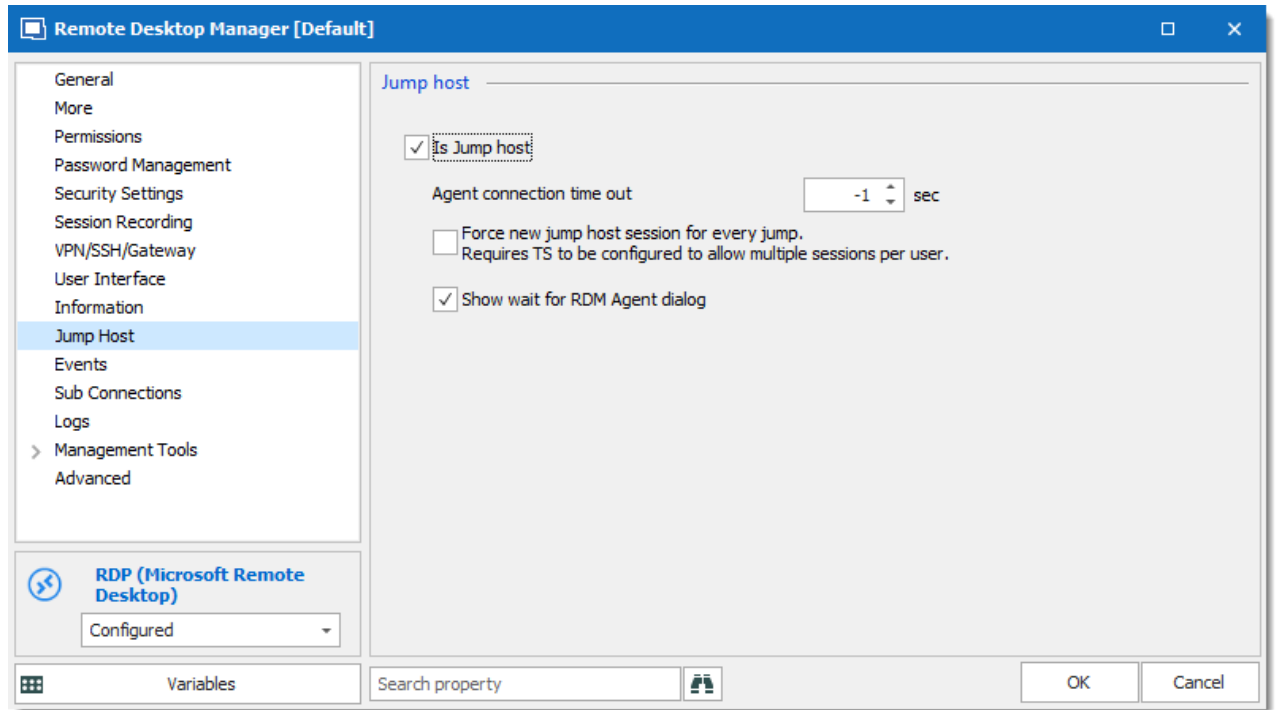 Remote Desktop Manager [Default]
General
More
Permissions
Password Management
Security Settings
Session Recording
VPN/SSH/Gateway
User Interface
Information
Jump Host
Events
Sub Connections
Logs
Management Tools
Advanced
RDP (Microsoft Remote
Desktop)
Configured
Variables
Jump host
Is Jump host
Agent connection time out -1 sec
Force new jump host session for every jump.
Requires TS to be configured to allow multiple sessions per user.
Show wait for RDM Agent dialog
Search property
OK
Cancel